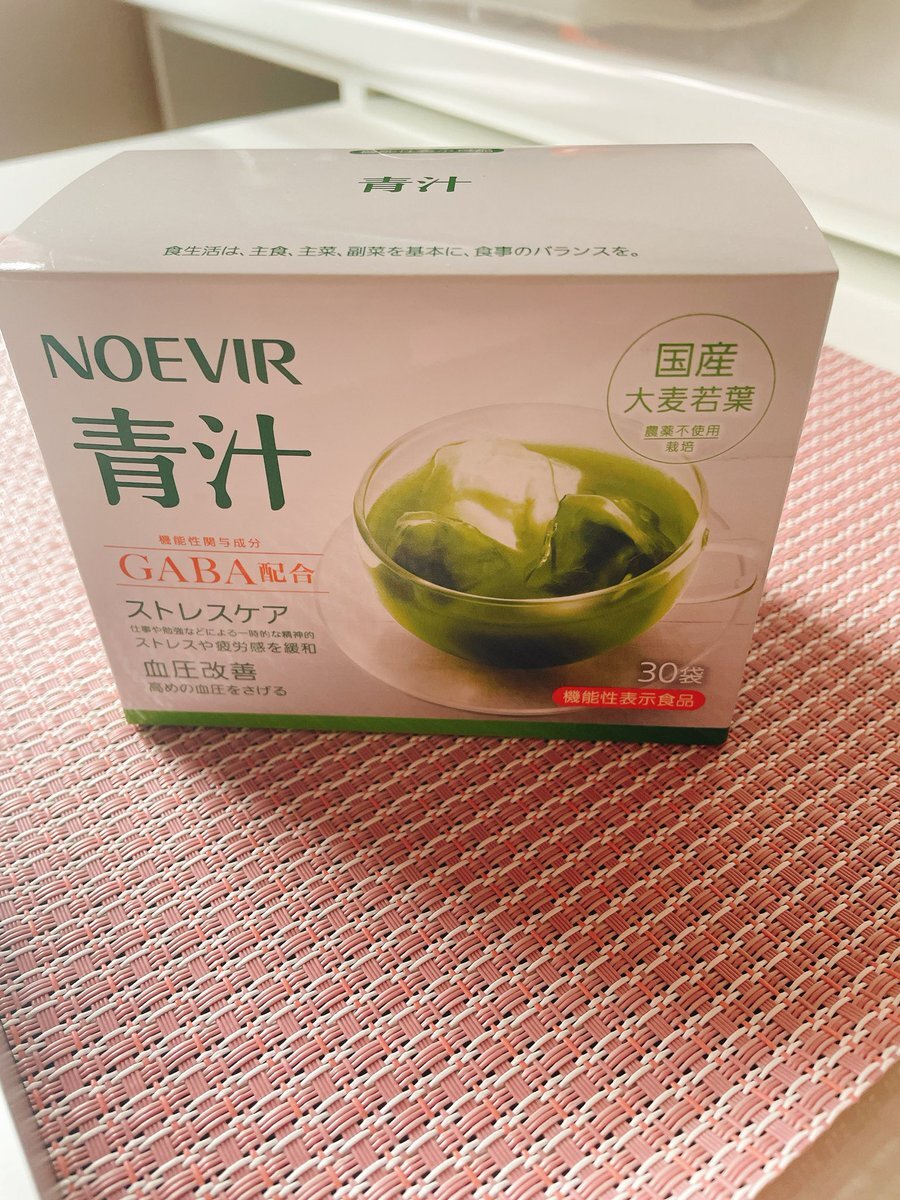 青汁
食生活は、主食、主菜、副菜を基本に、食事のバランスを。
NOEVIR
青汁
機能性関与成分
GABA配合
ストレスケア
仕事や勉強などによる一時的な精神的
ストレスや疲労感を緩和
血圧改善
高めの血圧をさげる
国産
大麦若葉
農薬不使用
栽培
30袋
機能性表示食品